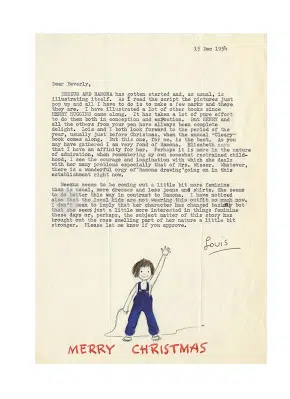 15 Dec 1954
Dear Beverly,
BEEZUS AND RAMONA has gotten started and, as usual, is
illustrating itself. As I read the script the pictures just
pop up and all I have to do is to make a few marks and there
they are. I have illustrated a lot of other books since
HENRY HUGGINS came along. It has taken a lot of pure effort
to do them both in conception and execution. But HENRY and
all the others from your pen have always been complete
delight. Lois and I both look forward to the period of the
year, usually just before Christmas, when the annual "Cleary"
book comes along. But this one, for me, is the best. As you
may have gathered I am very fond of Ramona. Elizabeth
that I have an affinity for her. Perhaps it is more in the nature
of admiration, when remembering my own somewhat restrained child-
hood, I see the courage and imagination with which she deals
with her many problems especially that of Mrs. Wisser. Whatever,
there is a wonderful orgy of "Ramona drawing" going on in this
establishment right now.
Beezus seems to be coming out a little bit more feminine
than is usual, more dresses and less jeans and shirts. She seems
to do better this way in contrast to Ramona. I have noticed
also that the local kids are not wearing this outfit so much now.
I don't mean to imply that her character has changed but
that she seems just a little more interested in things feminine
these days or, perhaps, the subject matter of this story has
brought out the rose smelling part of her nature a little bit
stronger. Please let me know if you approve.
Louis
MERRY CHRISTMAS